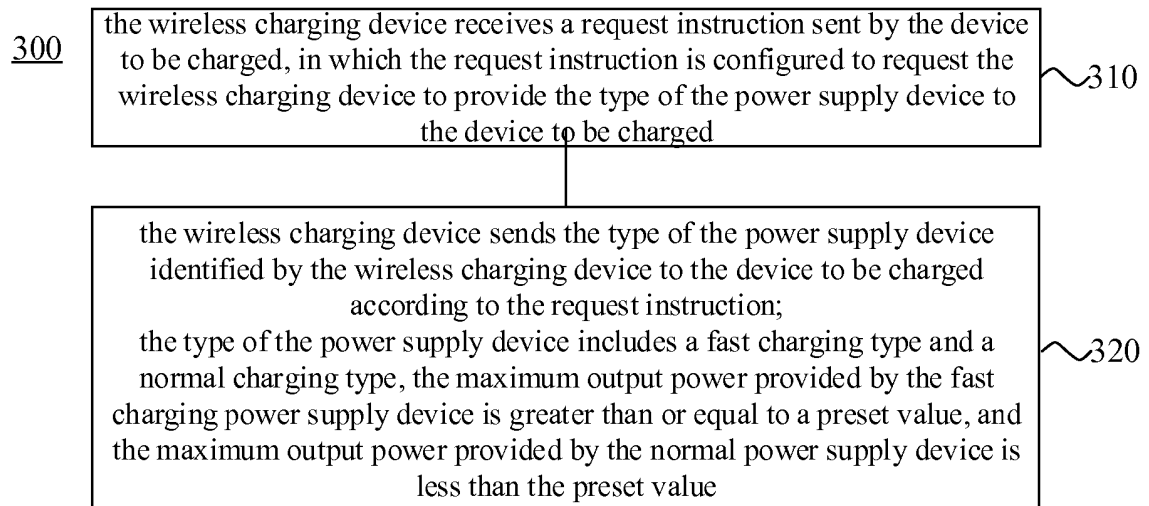 300
the wireless charging device receives a request instruction sent by the device
to be charged, in which the request instruction is configured to request the
wireless charging device to provide the type of the power supply device to
the device to be charged
310
the wireless charging device sends the type of the power supply device
identified by the wireless charging device to the device to be charged
according to the request instruction;
the type of the power supply device includes a fast charging type and a
normal charging type, the maximum output power provided by the fast
charging power supply device is greater than or equal to a preset value, and
the maximum output power provided by the normal power supply device is
less than the preset value
320